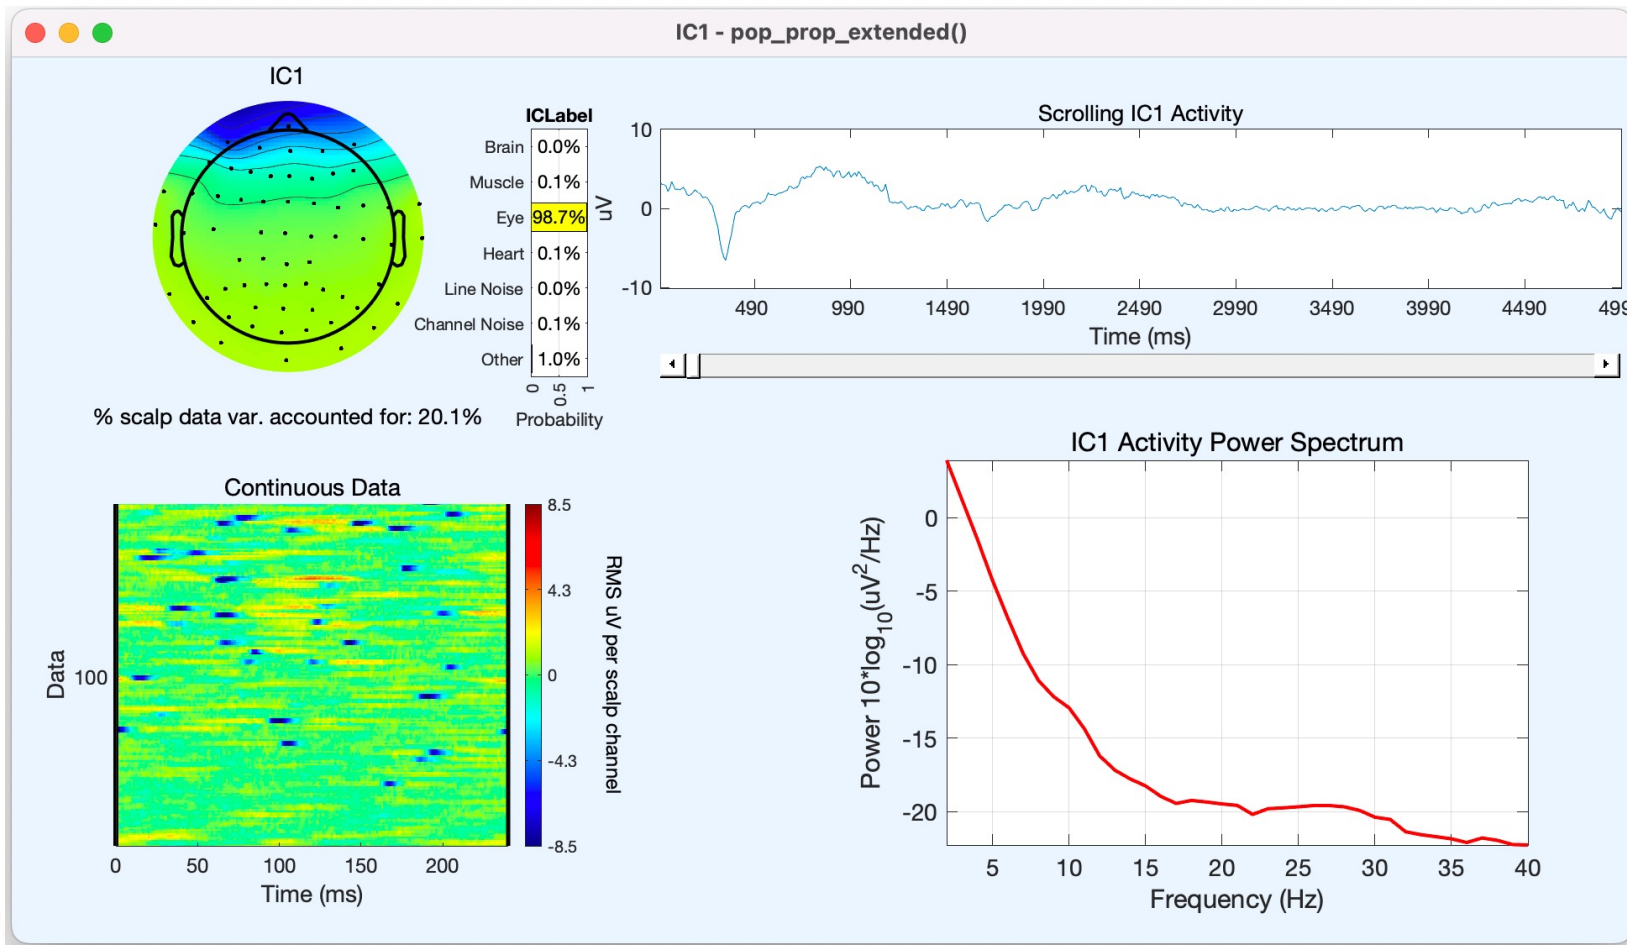 IC1 - pop_prop_extended()
IC1
ICLabel
Brain 0.0%
Muscle 0.1%
Eye 98.7%
Heart 0.1%
Line Noise 0.0%
Channel Noise 0.1%
Other 1.0%
0 0.5 1
Probability
% scalp data var. accounted for: 20.1%
Scrolling IC1 Activity
10
0
-10
uV
490 990 1490 1990 2490 2990 3490 3990 4490 499
Time (ms)
Continuous Data
Data
100
0 50 100 150 200
Time (ms)
8.5
4.3
0
-4.3
-8.5
RMS uV per scalp channel
IC1 Activity Power Spectrum
Power 10*log10(uV2/Hz)
0
-5
-10
-15
-20
5 10 15 20 25 30 35 40
Frequency (Hz)